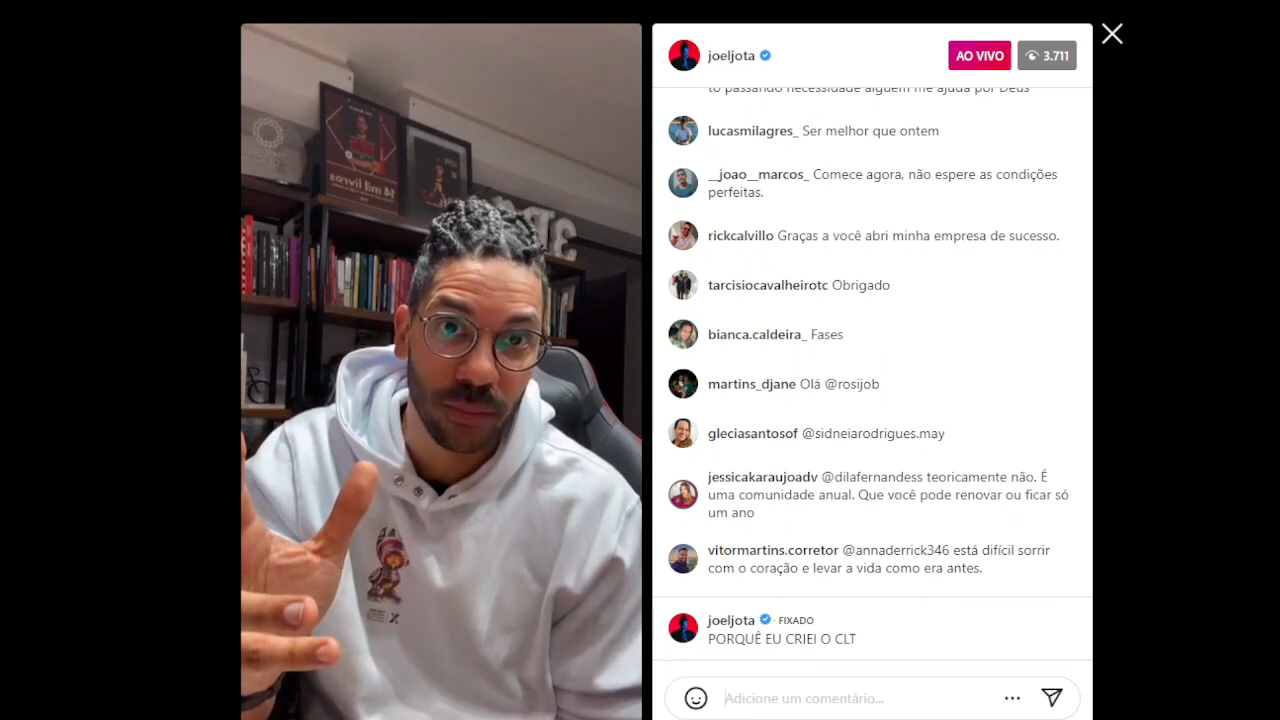 joeljota
AO VIVO
3.711
to passando necessidade alguém me ajuda por Deus
lucasmilagres_ Ser melhor que ontem
__joao__marcos_ Comece agora, não espere as condições
perfeitas.
rickcalvillo Graças a você abri minha empresa de sucesso.
tarcisiocavalheirotc Obrigado
bianca.caldeira_ Fases
martins_djane Olá @rosijob
gleciasantosof @sidneiarodrigues.may
jessicakaraujoadv @dilafernandess teoricamente não. É
uma comunidade anual. Que você pode renovar ou ficar só
um ano
vitormartins.corretor @annaderrick346 está difícil sorrir
com o coração e levar a vida como era antes.
joeljota · FIXADO
PORQUÊ EU CRIEI O CLT
Adicione um comentário...
14 mil livros